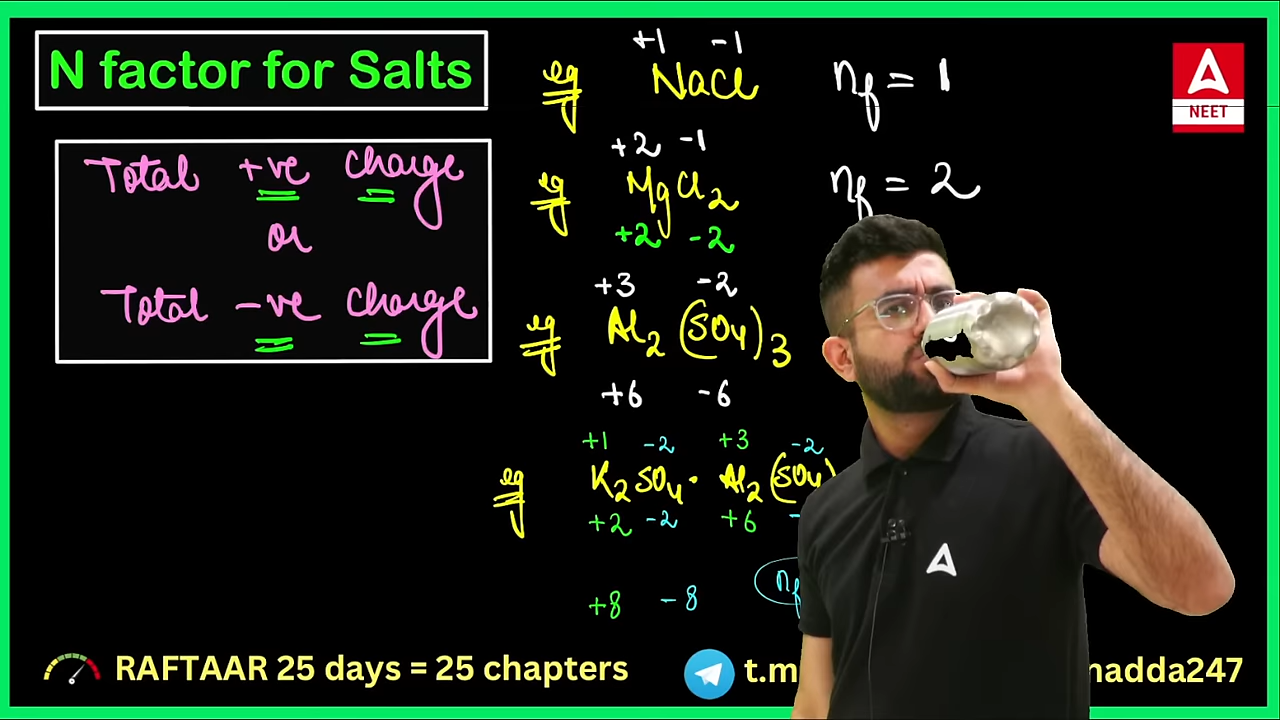 N factor for Salts
Total +ve charge
or
Total -ve charge
+1 -1
eg NaCl nf = 1
+2 -1
eg MgCl2 nf = 2
+2 -2
+3 -2
eg Al2(SO4)3
+6 -6
+1 -2 +3 -2
eg K2SO4. Al2(SO4)
+2 -2 +6 -
+8 -8 nf
NEET
RAFTAAR 25 days = 25 chapters
t.m
adda247